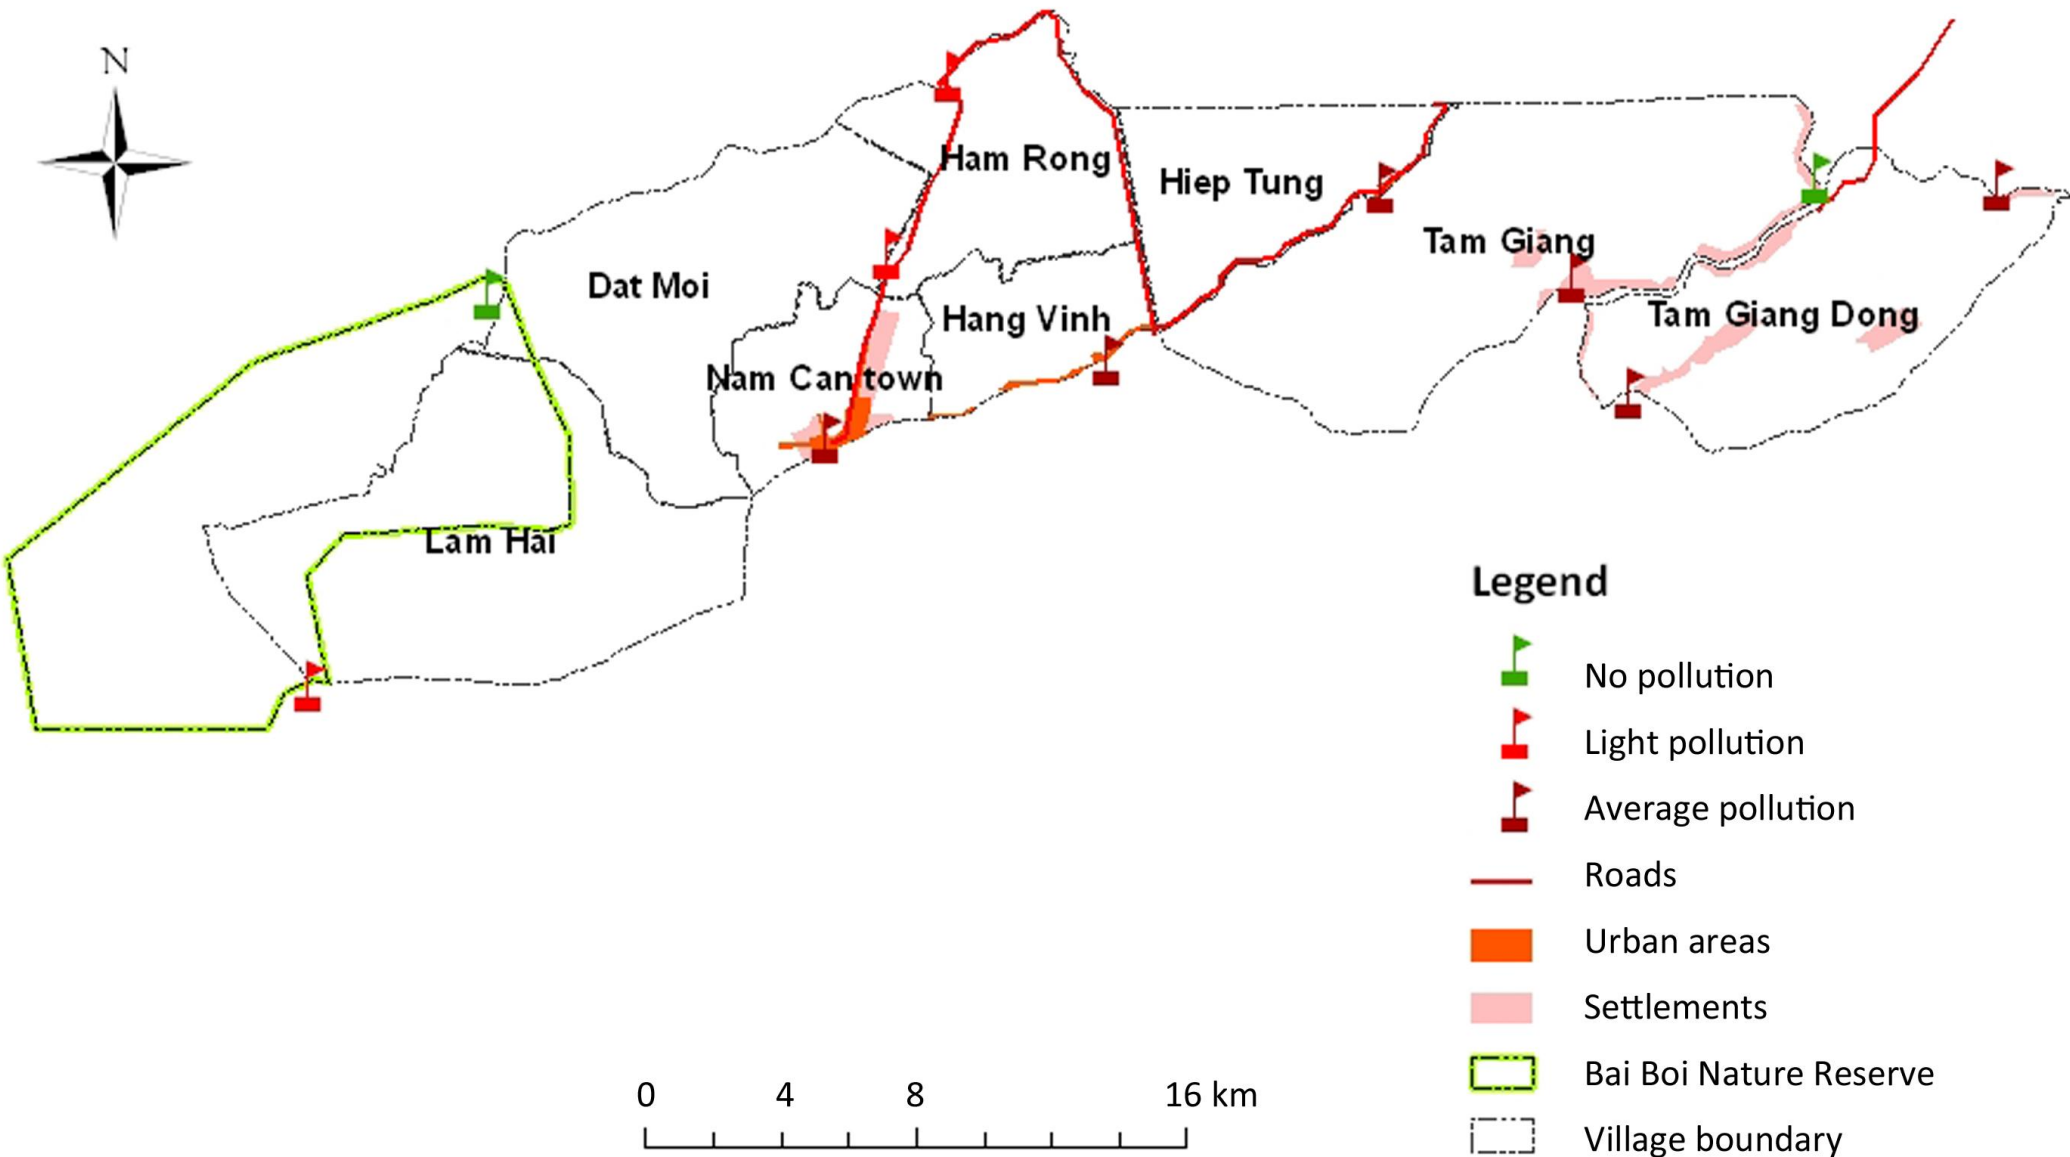 N
Ham Rong
Hiep Tung
Tam Giang
Dat Moi
Hang Vinh
Tam Giang Dong
Nam Can town
Lam Hai
Legend
No pollution
Light pollution
Average pollution
Roads
Urban areas
Settlements
Bai Boi Nature Reserve
Village boundary
0 4 8 16 km